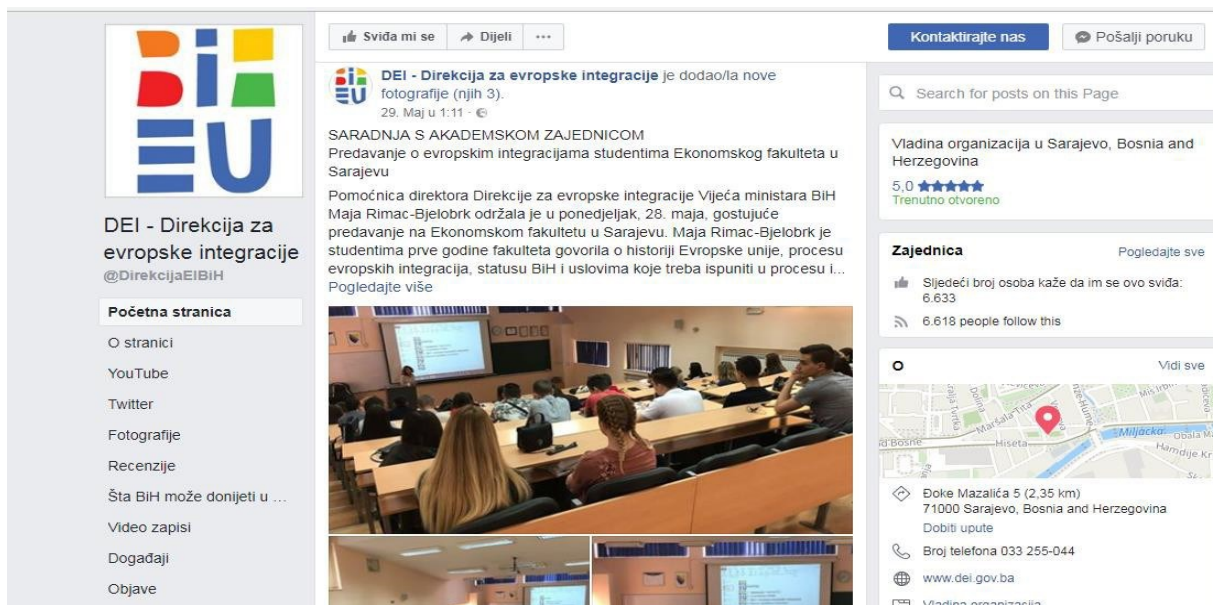 BiH
EU
DEI - Direkcija za
evropske integracije
@DirekcijaEIBiH
Početna stranica
O stranici
YouTube
Twitter
Fotografije
Recenzije
Šta BiH može donijeti u ...
Video zapisi
Događaji
Objave
Sviđa mi se
Dijeli
...
Kontaktirajte nas
Pošalji poruku
DEI - Direkcija za evropske integracije je dodao/la nove
fotografije (njih 3).
29. Maj u 1:11 ·
SARADNJA S AKADEMSKOM ZAJEDNICOM
Predavanje o evropskim integracijama studentima Ekonomskog fakulteta u
Sarajevu
Pomoćnica direktora Direkcije za evropske integracije Vijeća ministara BiH
Maja Rimac-Bjelobrk održala je u ponedjeljak, 28. maja, gostujuće
predavanje na Ekonomskom fakultetu u Sarajevu. Maja Rimac-Bjelobrk je
studentima prve godine fakulteta govorila o historiji Evropske unije, procesu
evropskih integracija, statusu BiH i uslovima koje treba ispuniti u procesu i...
Pogledajte više
Search for posts on this Page
Vladina organizacija u Sarajevo, Bosnia and
Herzegovina
5,0 ★★★★★
Trenutno otvoreno
Zajednica
Pogledajte sve
Sljedeći broj osoba kaže da im se ovo sviđa:
6.633
6.618 people follow this
O
Vidi sve
Maršala Tita
Hiseta
Miljacka
Obala
Hamdije
Đoke Mazalića 5 (2,35 km)
71000 Sarajevo, Bosnia and Herzegovina
Dobiti upute
Broj telefona 033 255-044
www.dei.gov.ba
Vladina organizacija